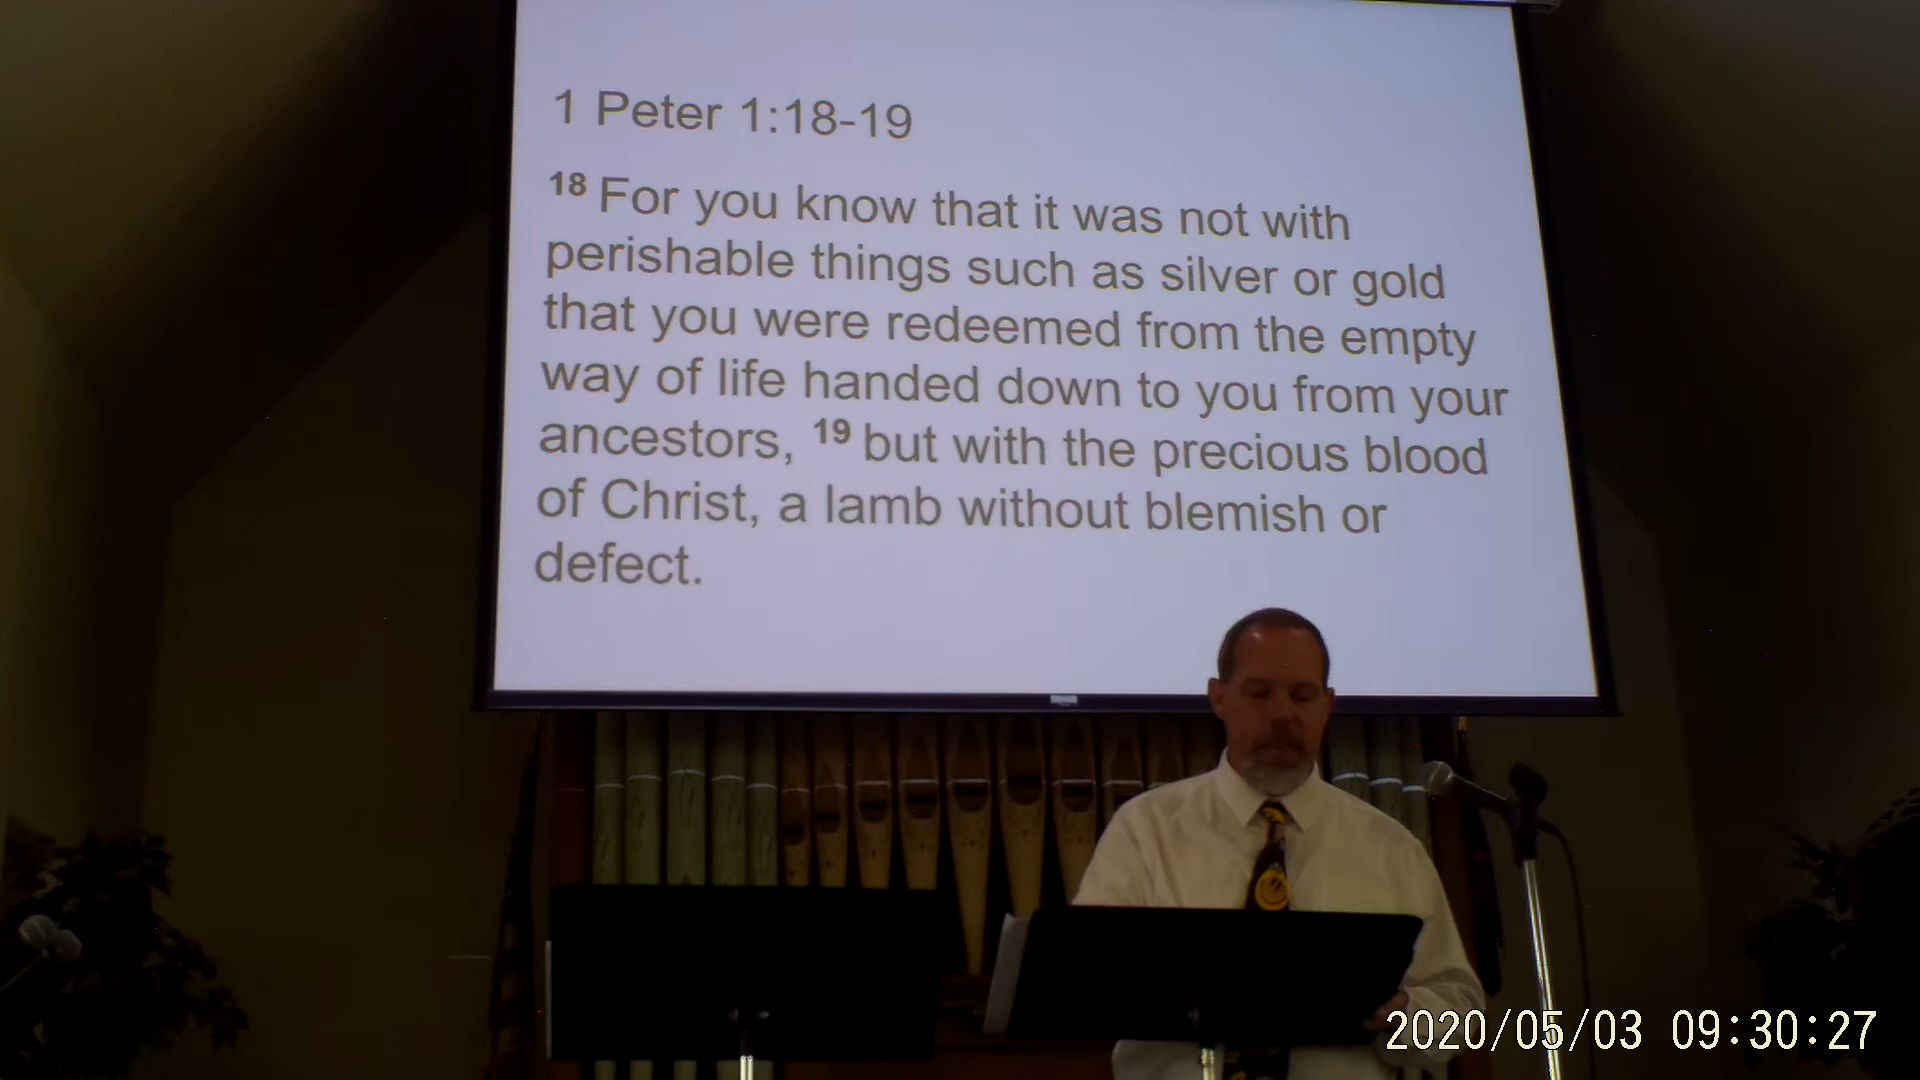 1 Peter 1:18-19
18 For you know that it was not with
perishable things such as silver or gold
that you were redeemed from the empty
way of life handed down to you from your
ancestors, 19 but with the precious blood
of Christ, a lamb without blemish or
defect.
2020/05/03 09:30:27